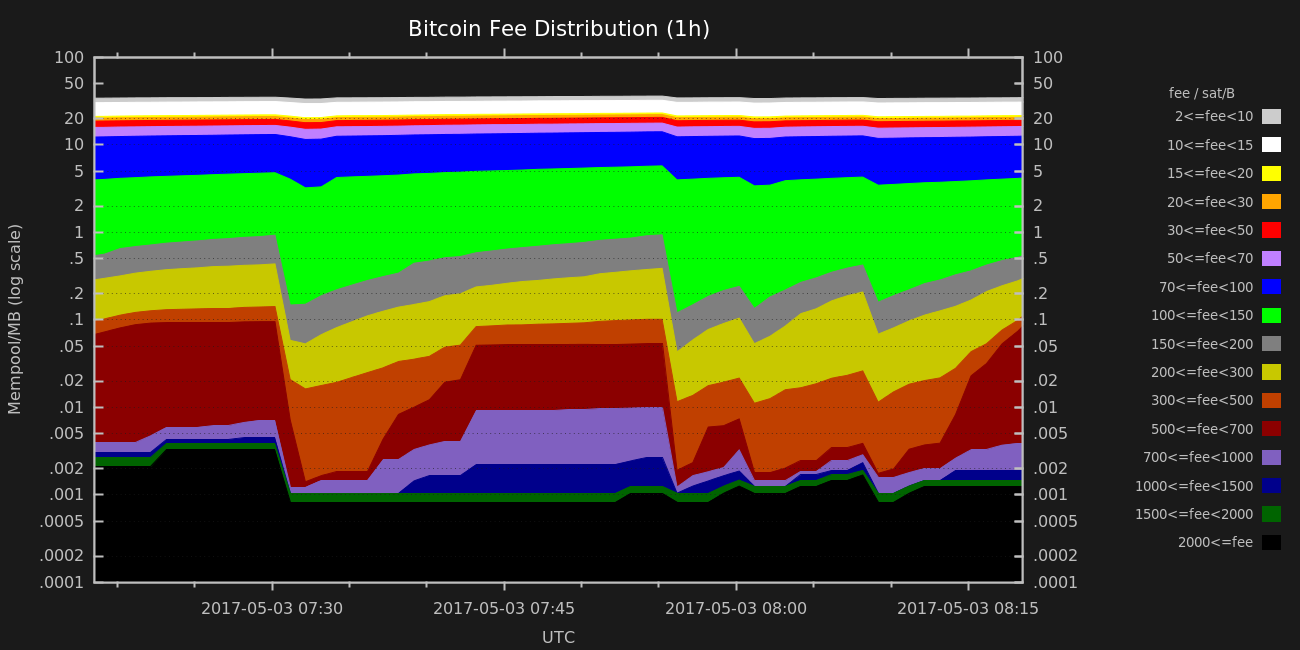 Bitcoin Fee Distribution (1h)
Mempool/MB (log scale)
100
50
20
10
5
2
1
.5
.2
.1
.05
.02
.01
.005
.002
.001
.0005
.0002
.0001
100
50
20
10
5
2
1
.5
.2
.1
.05
.02
.01
.005
.002
.001
.0005
.0002
.0001
2017-05-03 07:30 2017-05-03 07:45 2017-05-03 08:00 2017-05-03 08:15
UTC
fee / sat/B
2<=fee<10
10<=fee<15
15<=fee<20
20<=fee<30
30<=fee<50
50<=fee<70
70<=fee<100
100<=fee<150
150<=fee<200
200<=fee<300
300<=fee<500
500<=fee<700
700<=fee<1000
1000<=fee<1500
1500<=fee<2000
2000<=fee